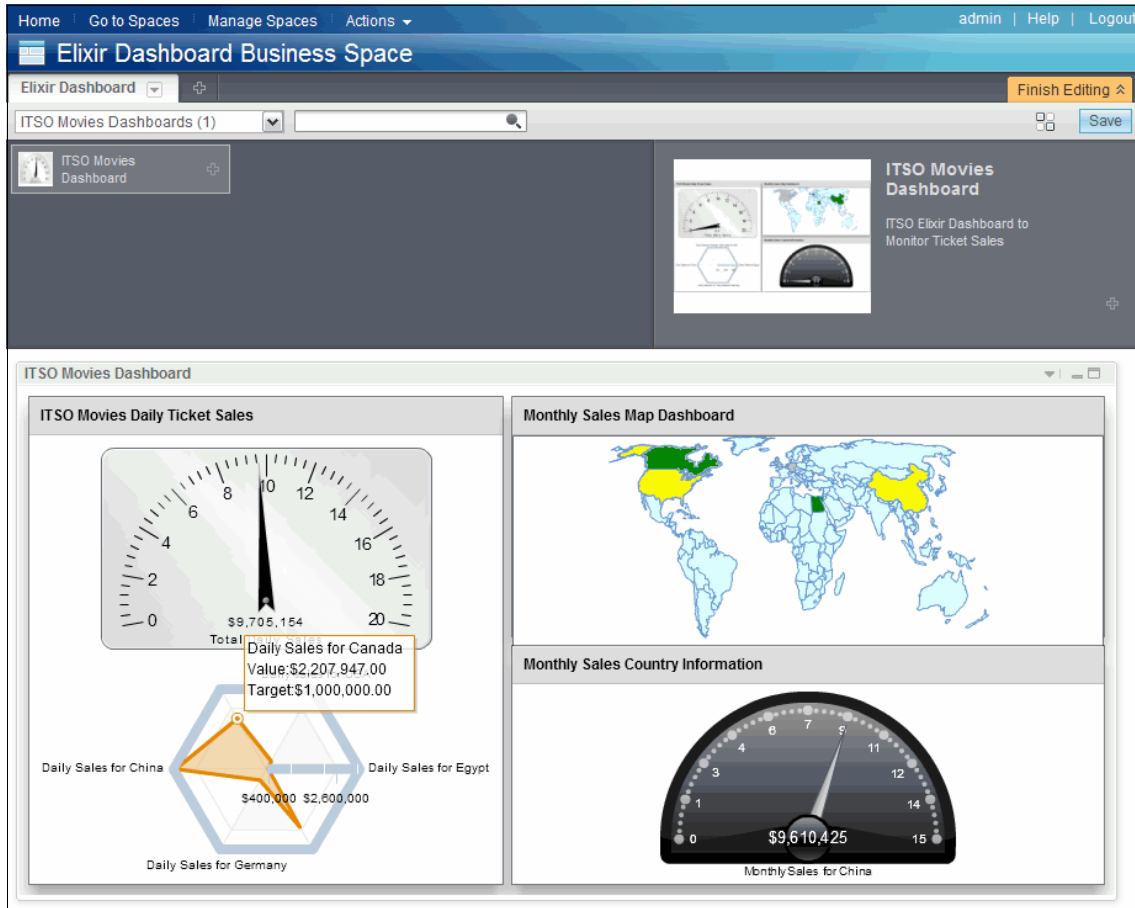 Home Go to Spaces Manage Spaces Actions admin | Help | Logout
Elixir Dashboard Business Space
Elixir Dashboard Finish Editing
ITSO Movies Dashboards (1) Save
ITSO Movies
Dashboard
ITSO Movies
Dashboard
ITSO Elixir Dashboard to
Monitor Ticket Sales
ITSO Movies Dashboard
ITSO Movies Daily Ticket Sales
0 2 4 6 8 10 12 14 16 18 20
$9,705,154
Total Daily Sales
Daily Sales for Canada
Value:$2,207,947.00
Target:$1,000,000.00
Daily Sales for China
Daily Sales for Egypt
$400,000 $2,600,000
Daily Sales for Germany
Monthly Sales Map Dashboard
Monthly Sales Country Information
0 1 3 4 6 7 9 11 12 14 15
$9,610,425
Monthly Sales for China